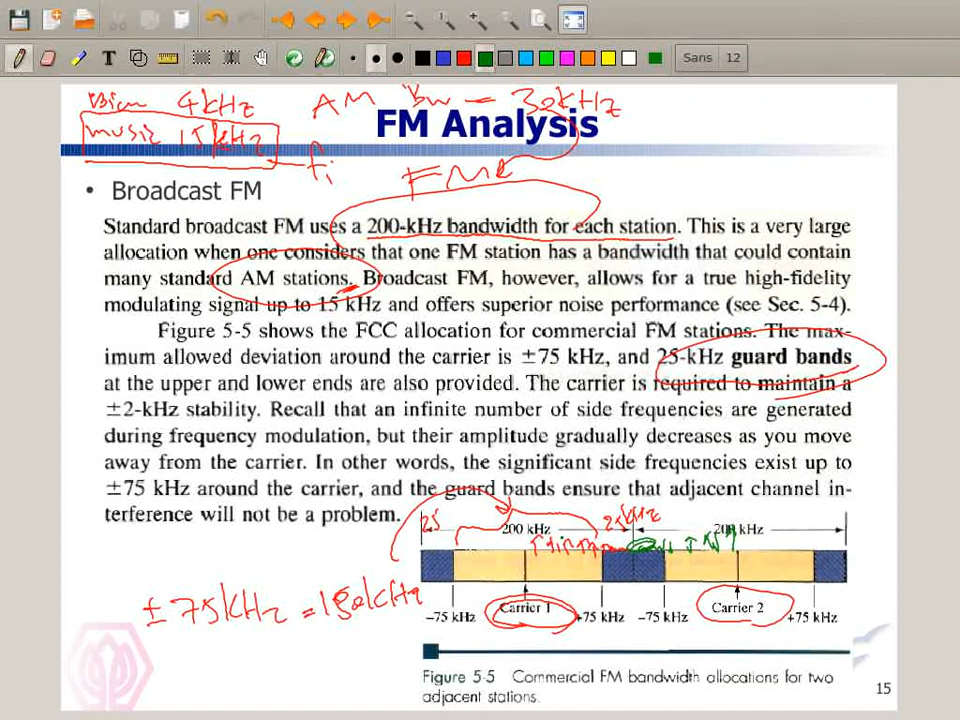 Sans 12
4kHz AM BW = 30kHz
music 15kHz
fi
FM Analysis
FM
• Broadcast FM
Standard broadcast FM uses a 200-kHz bandwidth for each station. This is a very large
allocation when one considers that one FM station has a bandwidth that could contain
many standard AM stations. Broadcast FM, however, allows for a true high-fidelity
modulating signal up to 15 kHz and offers superior noise performance (see Sec. 5-4).
Figure 5-5 shows the FCC allocation for commercial FM stations. The max-
imum allowed deviation around the carrier is ±75 kHz, and 25-kHz guard bands
at the upper and lower ends are also provided. The carrier is required to maintain a
±2-kHz stability. Recall that an infinite number of side frequencies are generated
during frequency modulation, but their amplitude gradually decreases as you move
away from the carrier. In other words, the significant side frequencies exist up to
±75 kHz around the carrier, and the guard bands ensure that adjacent channel in-
terference will not be a problem.
25 25kHz
200 kHz 200 kHz
±75kHz = 150kHz
Carrier 1 Carrier 2
−75 kHz +75 kHz −75 kHz +75 kHz
Figure 5-5 Commercial FM bandwidth allocations for two
adjacent stations.
15